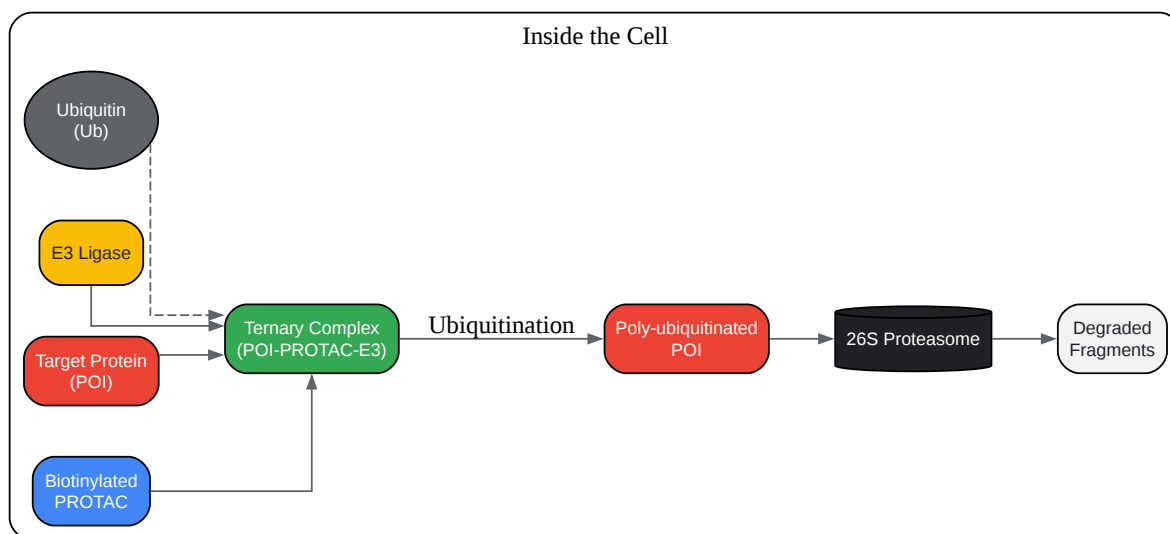 Inside the Cell
Ubiquitin
(Ub)
E3 Ligase
Target Protein
(POI)
Biotinylated
PROTAC
Ternary Complex
(POI-PROTAC-E3)
Ubiquitination
Poly-ubiquitinated
POI
26S Proteasome
Degraded
Fragments